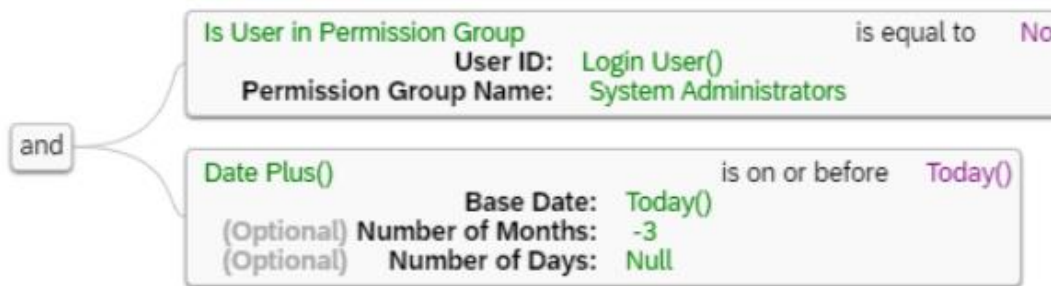 Is User in Permission Group is equal to No
User ID: Login User()
Permission Group Name: System Administrators
and
Date Plus() is on or before Today()
Base Date: Today()
(Optional) Number of Months: -3
(Optional) Number of Days: Null